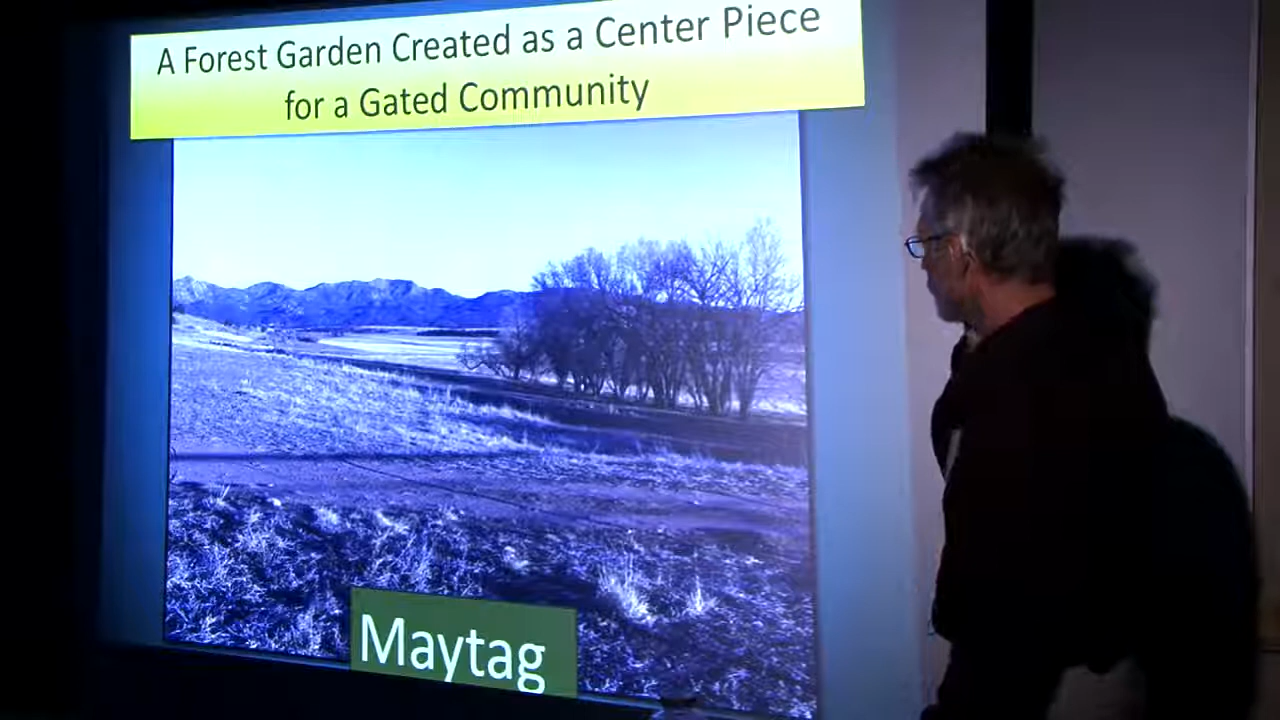 A Forest Garden Created as a Center Piece
for a Gated Community
Maytag